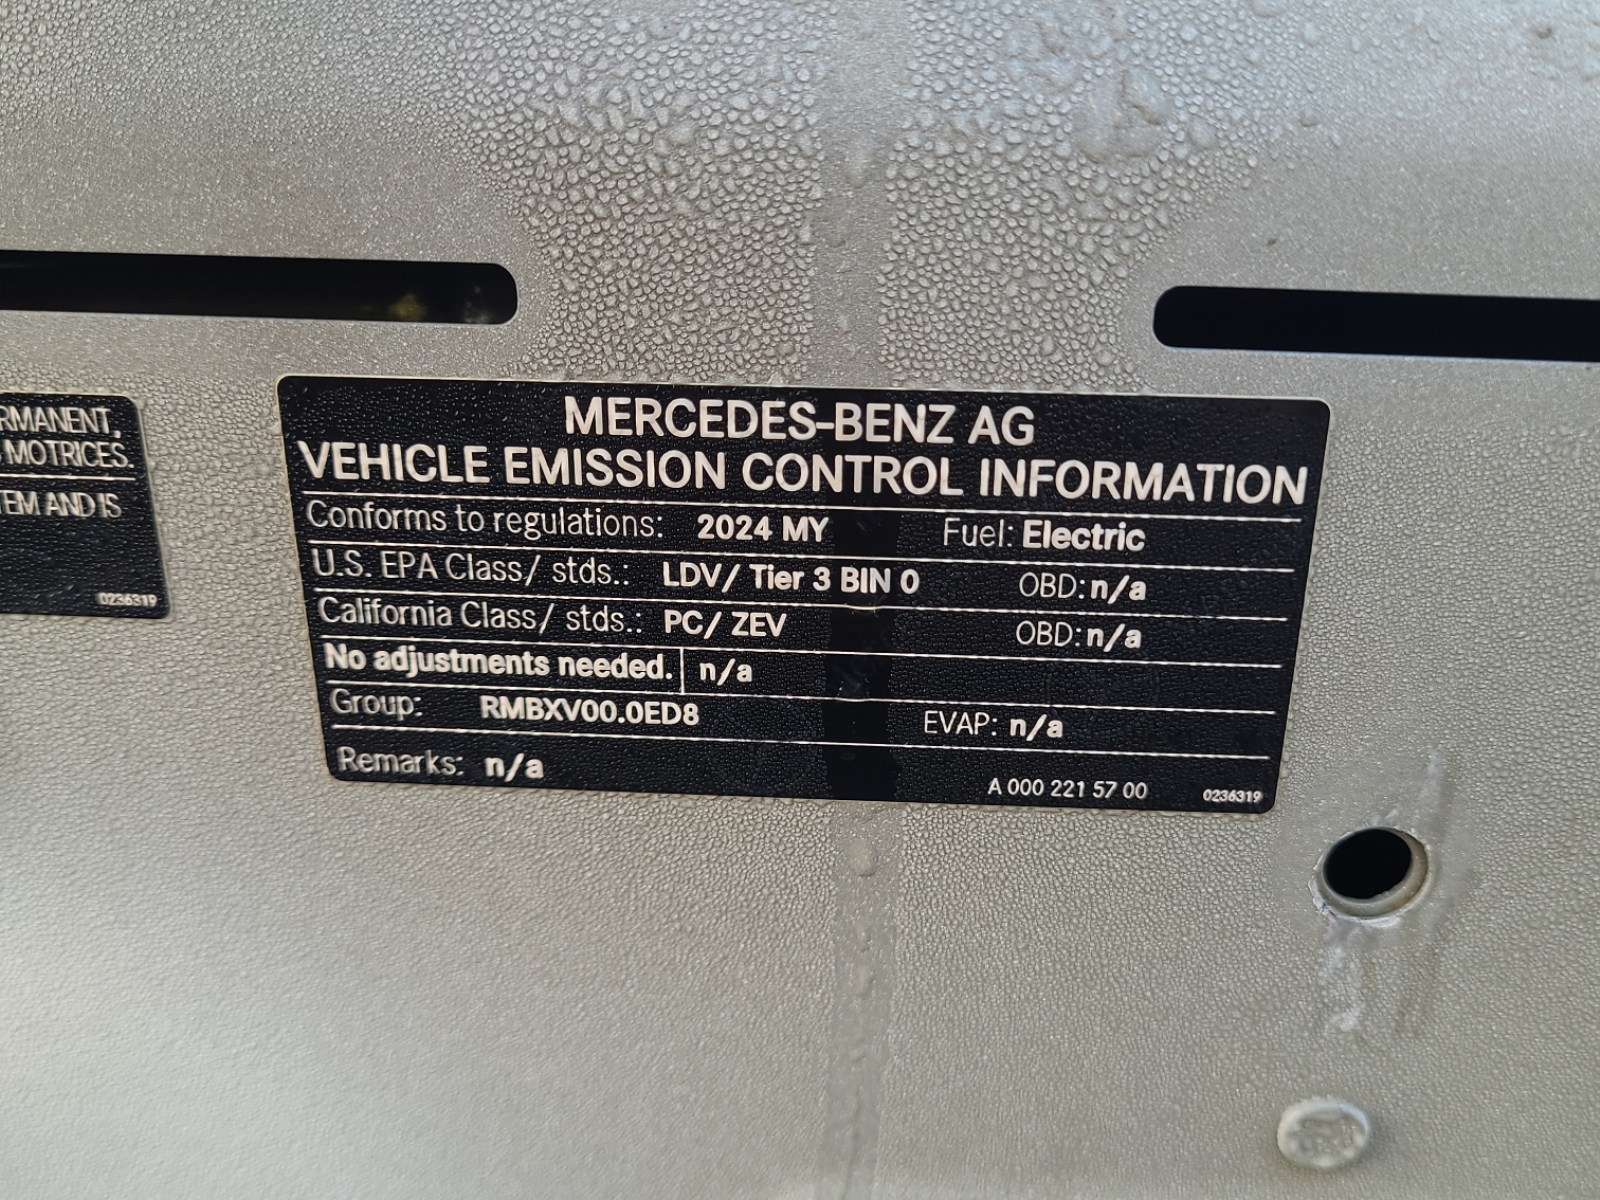 RMANENT,
MOTRICES.
TEM AND IS
0236319
MERCEDES-BENZ AG
VEHICLE EMISSION CONTROL INFORMATION
Conforms to regulations: 2024 MY Fuel: Electric
U.S. EPA Class/ stds.: LDV/ Tier 3 BIN 0 OBD: n/a
California Class/ stds.: PC/ ZEV OBD: n/a
No adjustments needed. n/a
Group: RMBXV00.0ED8 EVAP: n/a
Remarks: n/a
A 000 221 57 00 0236319